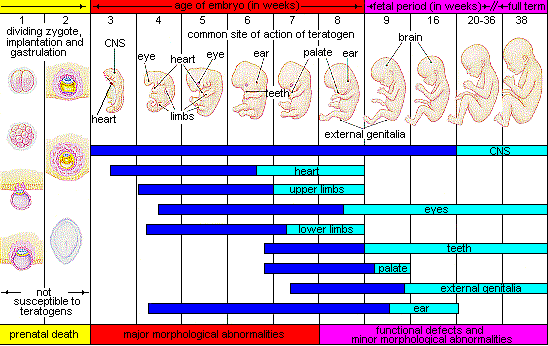 age of embryo (in weeks)
fetal period (in weeks) // full term
1 2 3 4 5 6 7 8 9 16 20-36 38
dividing zygote,
implantation and
gastrulation
common site of action of teratogen
CNS
eye
heart
eye
ear
palate
ear
brain
heart
limbs
teeth
external genitalia
CNS
heart
upper limbs
eyes
lower limbs
teeth
palate
external genitalia
ear
not
susceptible to
teratogens
prenatal death
major morphological abnormalities
functional defects and
minor morphological abnormalities